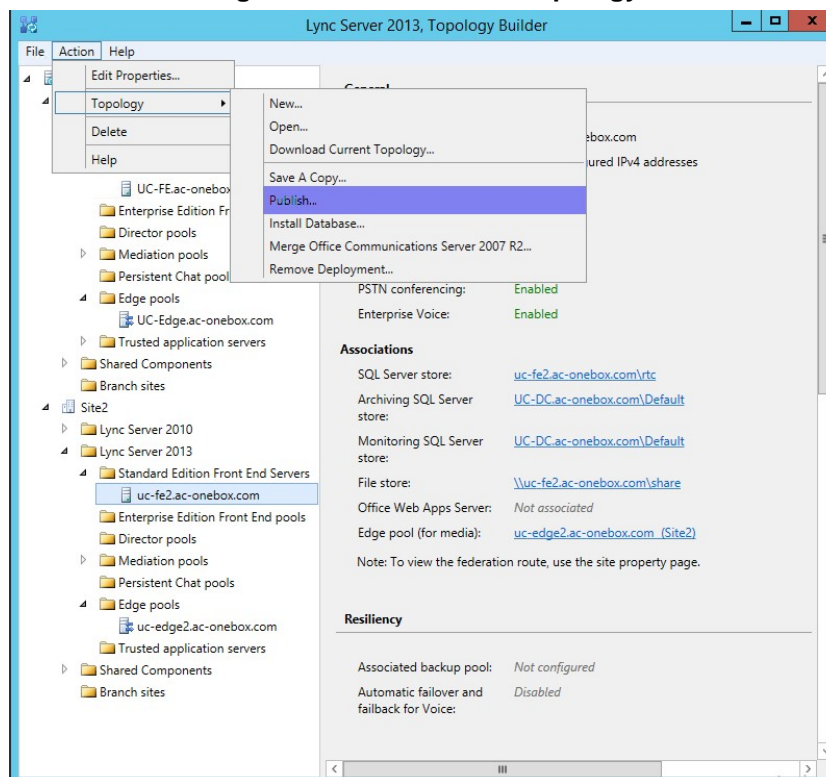 Lync Server 2013, Topology Builder
File Action Help
Edit Properties...
Topology
Delete
Help
New...
Open...
Download Current Topology...
Save A Copy...
Publish...
Install Database...
Merge Office Communications Server 2007 R2...
Remove Deployment...
General
ebox.com
ured IPv4 addresses
UC-FE.ac-onebox
Enterprise Edition Fr
Director pools
Mediation pools
Persistent Chat pool
Edge pools
UC-Edge.ac-onebox.com
Trusted application servers
Shared Components
Branch sites
Site2
Lync Server 2010
Lync Server 2013
Standard Edition Front End Servers
uc-fe2.ac-onebox.com
Enterprise Edition Front End pools
Director pools
Mediation pools
Persistent Chat pools
Edge pools
uc-edge2.ac-onebox.com
Trusted application servers
Shared Components
Branch sites
PSTN conferencing: Enabled
Enterprise Voice: Enabled
Associations
SQL Server store: uc-fe2.ac-onebox.com\rtc
Archiving SQL Server UC-DC.ac-onebox.com\Default
store:
Monitoring SQL Server UC-DC.ac-onebox.com\Default
store:
File store: \\uc-fe2.ac-onebox.com\share
Office Web Apps Server: Not associated
Edge pool (for media): uc-edge2.ac-onebox.com (Site2)
Note: To view the federation route, use the site property page.
Resiliency
Associated backup pool: Not configured
Automatic failover and Disabled
failback for Voice: